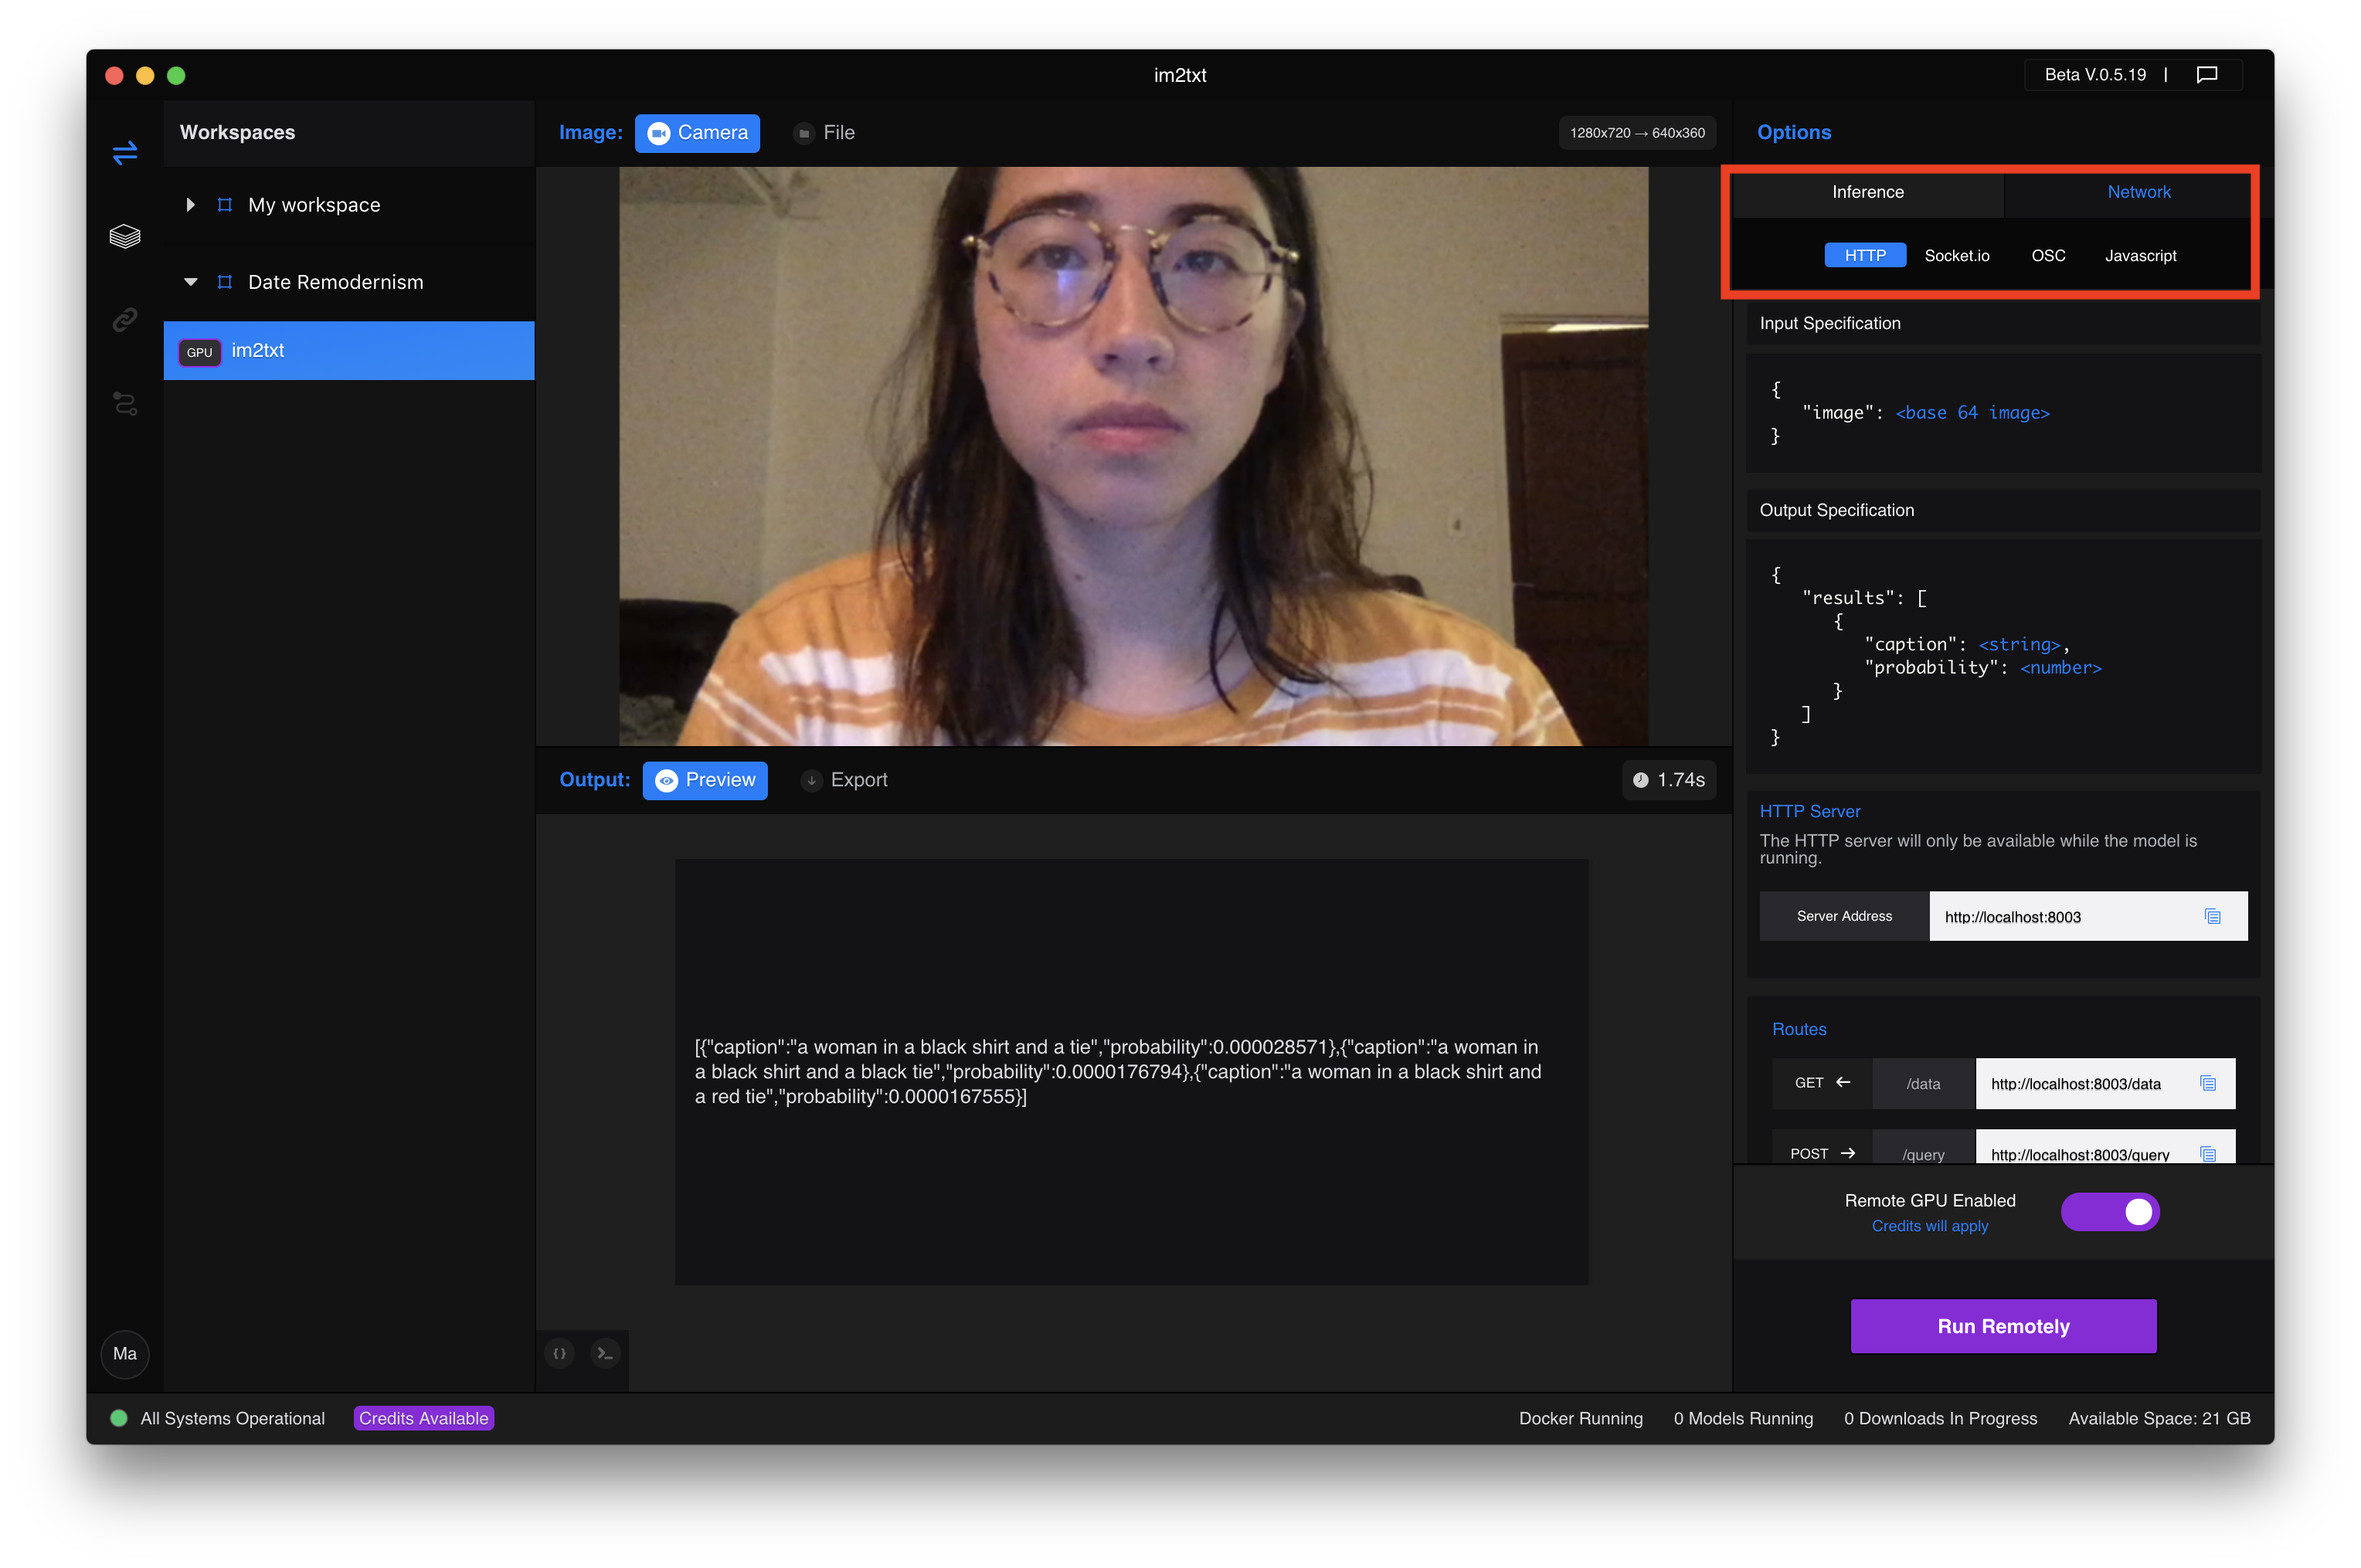 im2txt
Beta V.0.5.19 |
Workspaces
My workspace
Date Remodernism
GPU im2txt
Ma
Image: Camera File 1280x720 → 640x360
Output: Preview Export 1.74s
[{"caption":"a woman in a black shirt and a tie","probability":0.000028571},{"caption":"a woman in
a black shirt and a black tie","probability":0.0000176794},{"caption":"a woman in a black shirt and
a red tie","probability":0.0000167555}]
{}
>_
Options
Inference Network
HTTP Socket.io OSC Javascript
Input Specification
{
"image": <base 64 image>
}
Output Specification
{
"results": [
{
"caption": <string>,
"probability": <number>
}
]
}
HTTP Server
The HTTP server will only be available while the model is
running.
Server Address http://localhost:8003
Routes
GET ← /data http://localhost:8003/data
POST → /query http://localhost:8003/query
Remote GPU Enabled
Credits will apply
Run Remotely
All Systems Operational Credits Available Docker Running 0 Models Running 0 Downloads In Progress Available Space: 21 GB